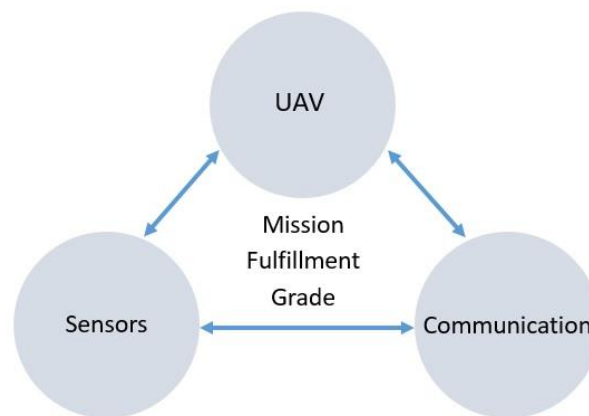 UAV
Mission
Fulfillment
Grade
Sensors
Communication